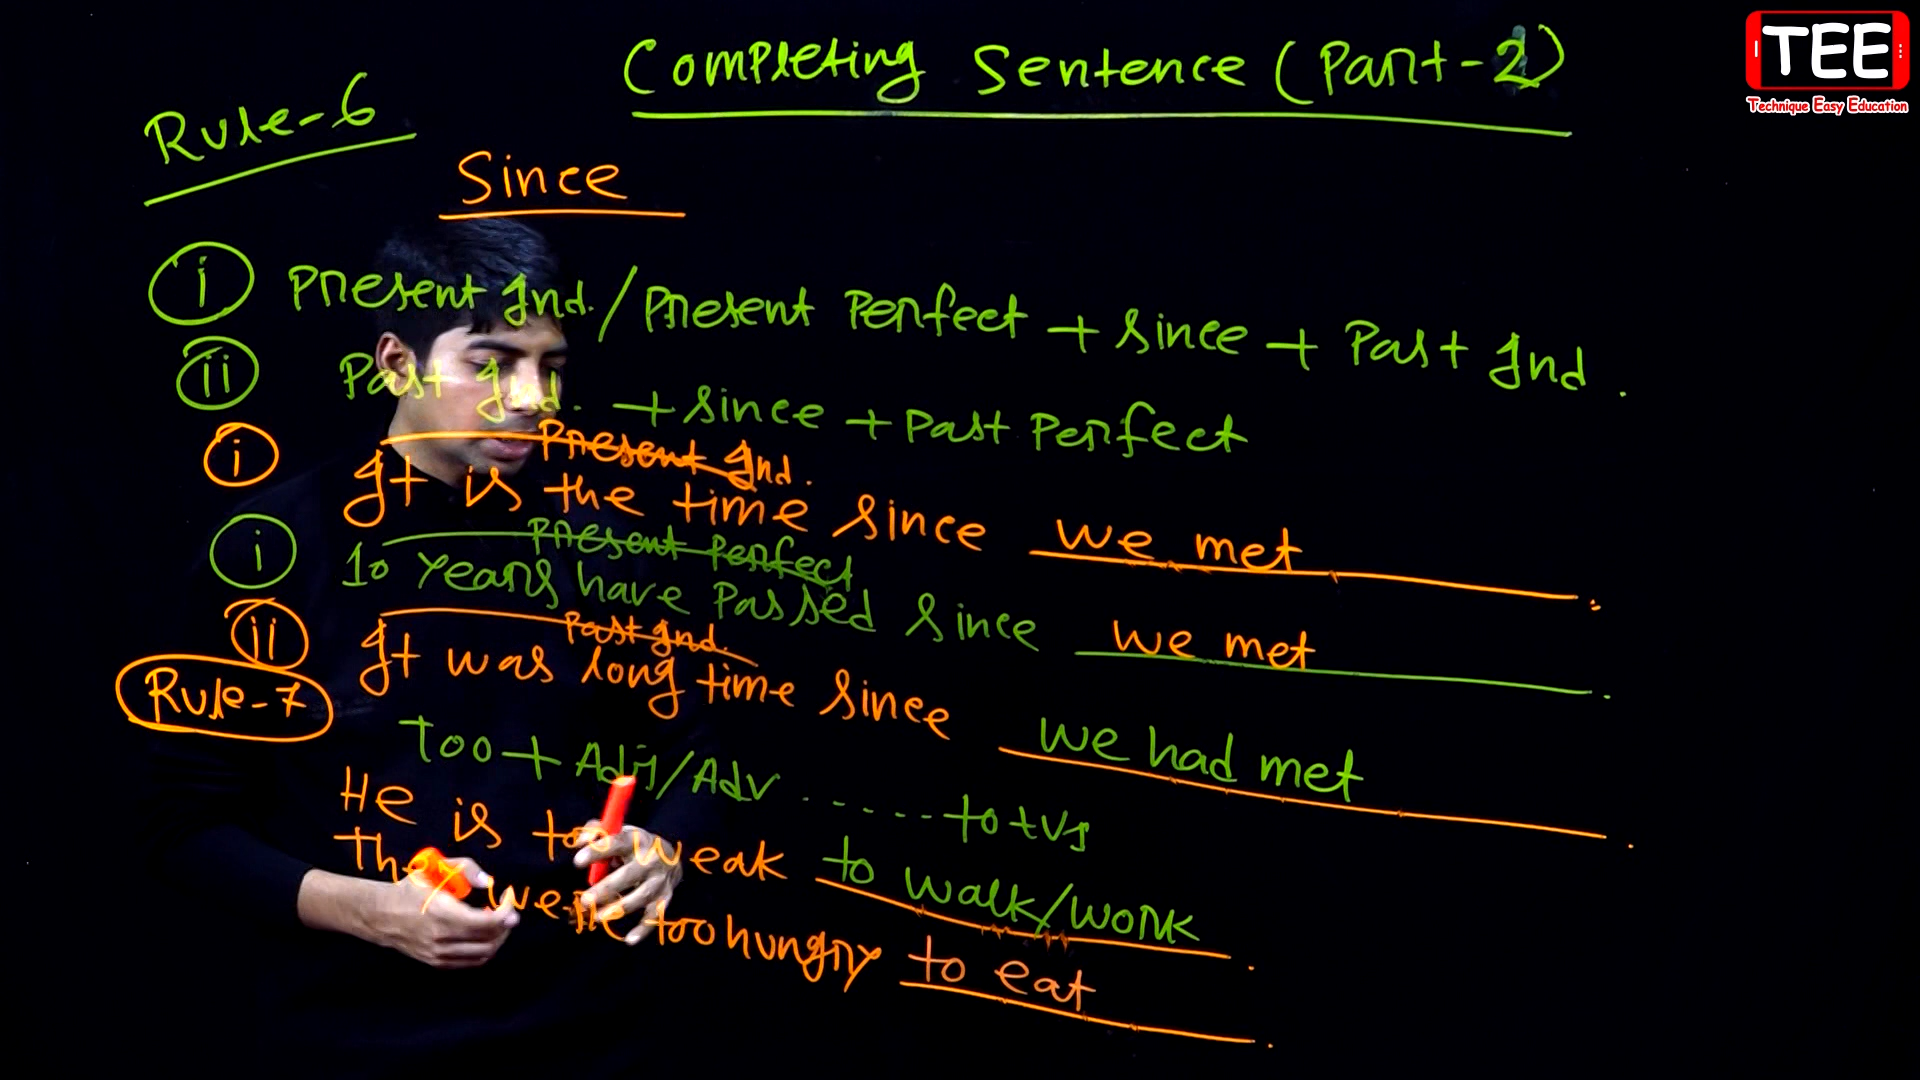 Completing Sentence (Part-2)
TEE
Technique Easy Education
Rule-6
Since
i Present Ind. / Present Perfect + since + Past Ind.
ii Past Ind. + since + Past Perfect
Present Ind.
i It is the time since we met.
Present Perfect
i 10 years have passed since we met.
Past Ind.
ii It was long time since we had met.
Rule-7
Too + Adj/Adv ...... to + V1
He is too weak to walk/work.
They were too hungry to eat.